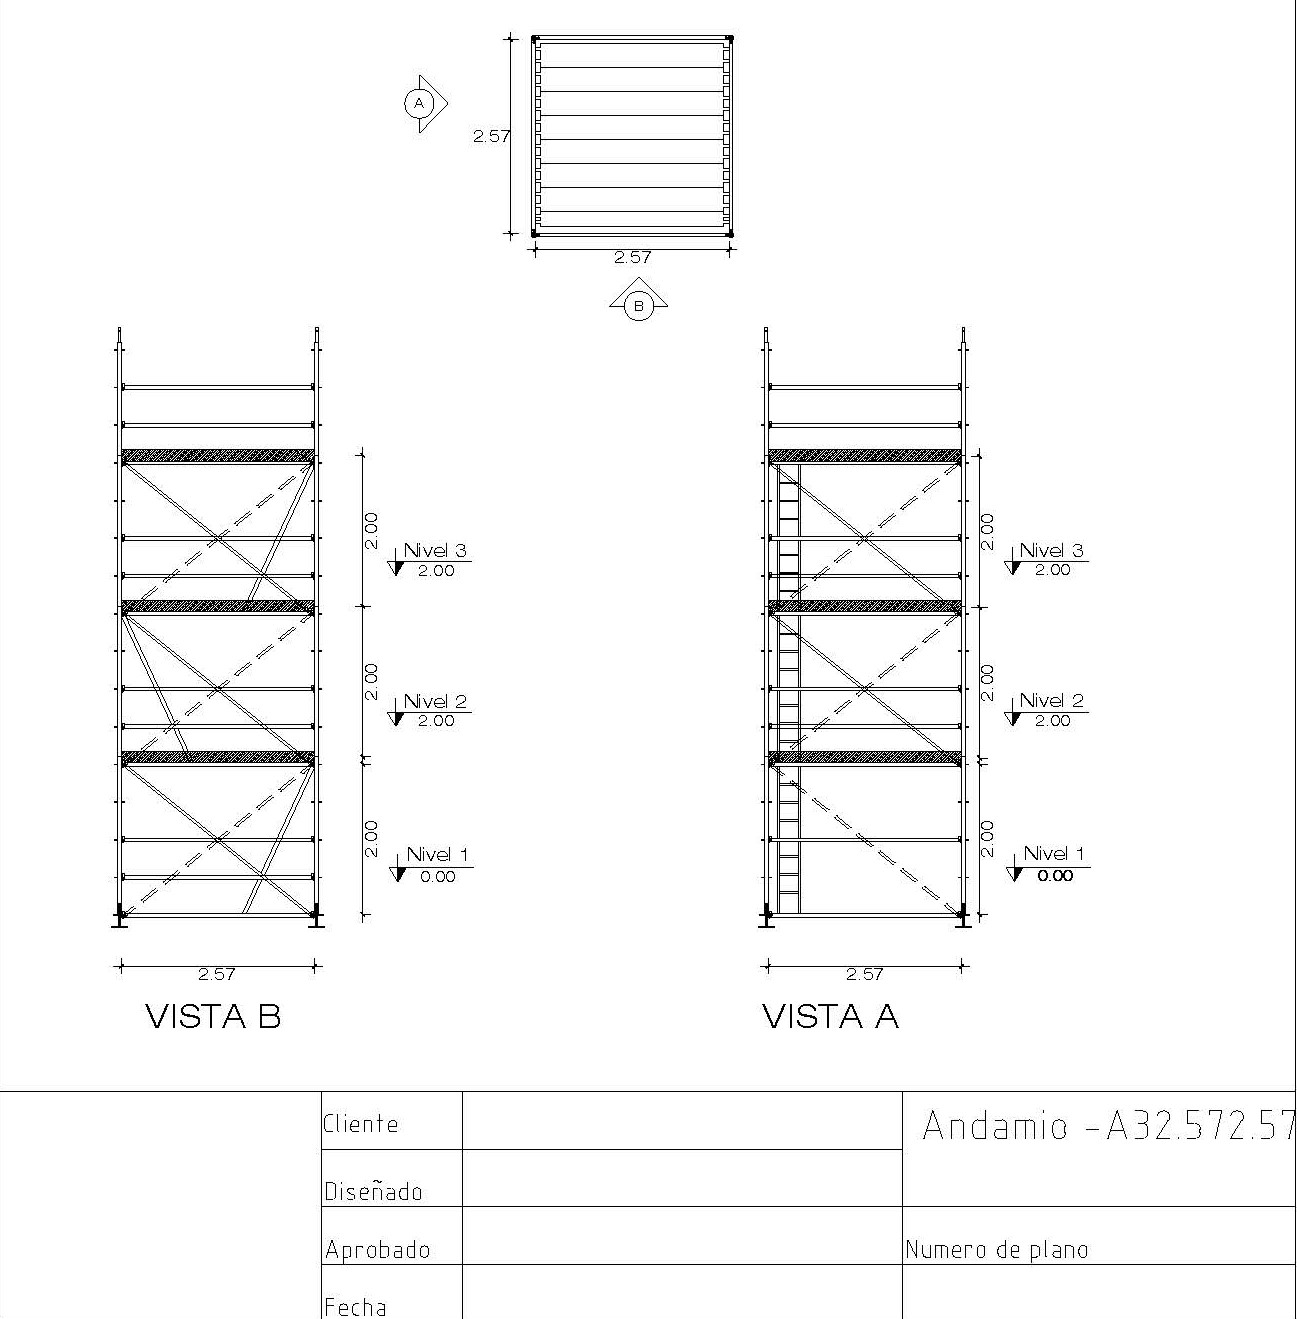 A
2.57
2.57
B
2.00
Nivel 3
2.00
2.00
Nivel 2
2.00
2.00
Nivel 1
0.00
2.57
VISTA B
2.00
Nivel 3
2.00
2.00
Nivel 2
2.00
2.00
Nivel 1
0.00
2.57
VISTA A
Cliente
Diseñado
Aprobado
Fecha
Andamio -A32.572.57
Numero de plano